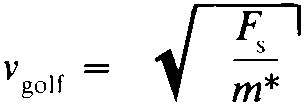 v_golf = √(F_s / m*)